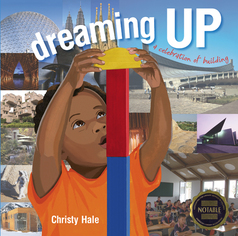 dreaming UP
a celebration of building
Christy Hale
NOTABLE